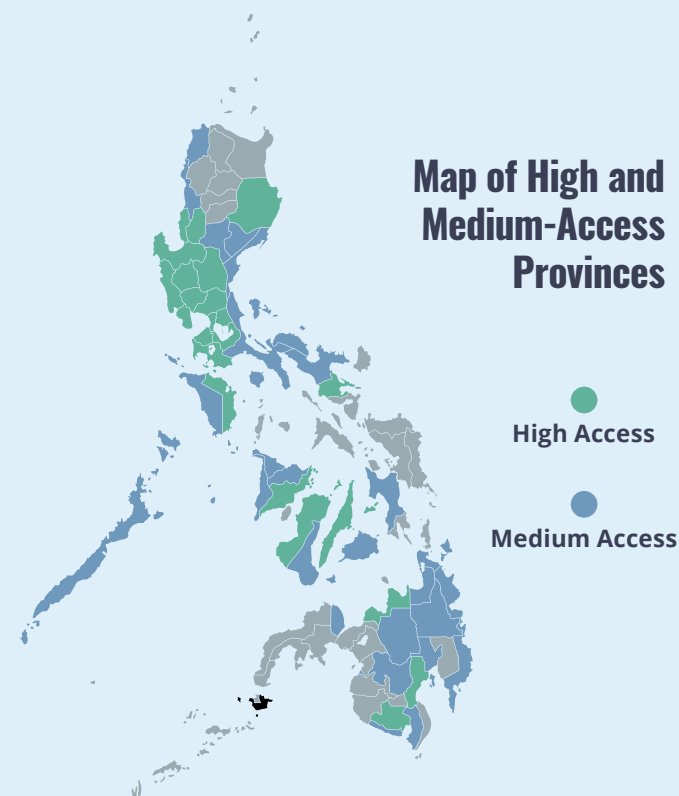 Map of High and
Medium-Access
Provinces
High Access
Medium Access